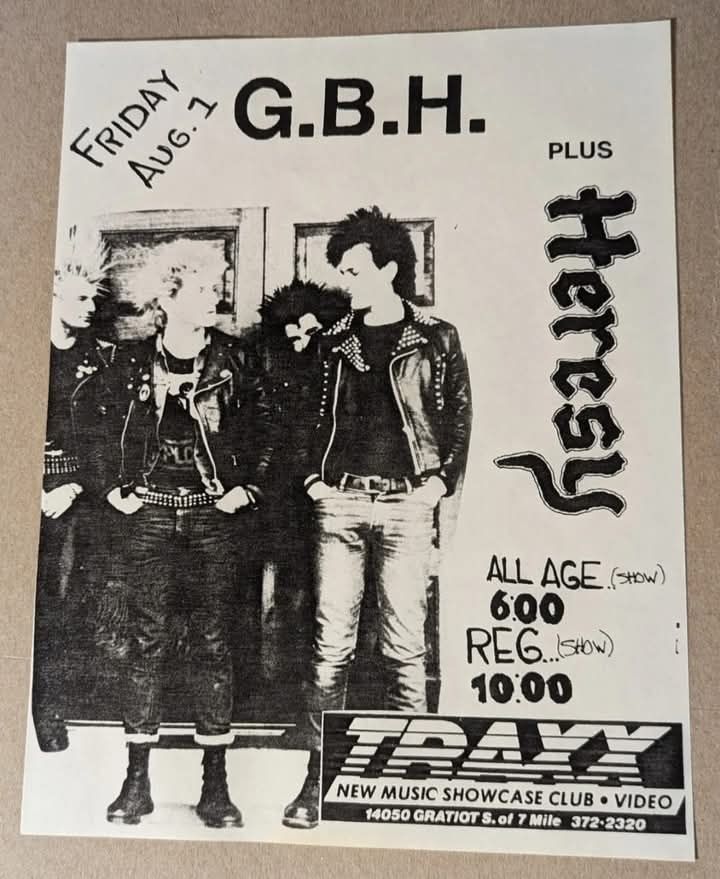 FRIDAY
AUG. 1
G.B.H.
PLUS
Heresy
ALL AGE.(SHOW)
6:00
REG...(SHOW)
10:00
TRAXX
NEW MUSIC SHOWCASE CLUB • VIDEO
14050 GRATIOT S. of 7 Mile 372-2320